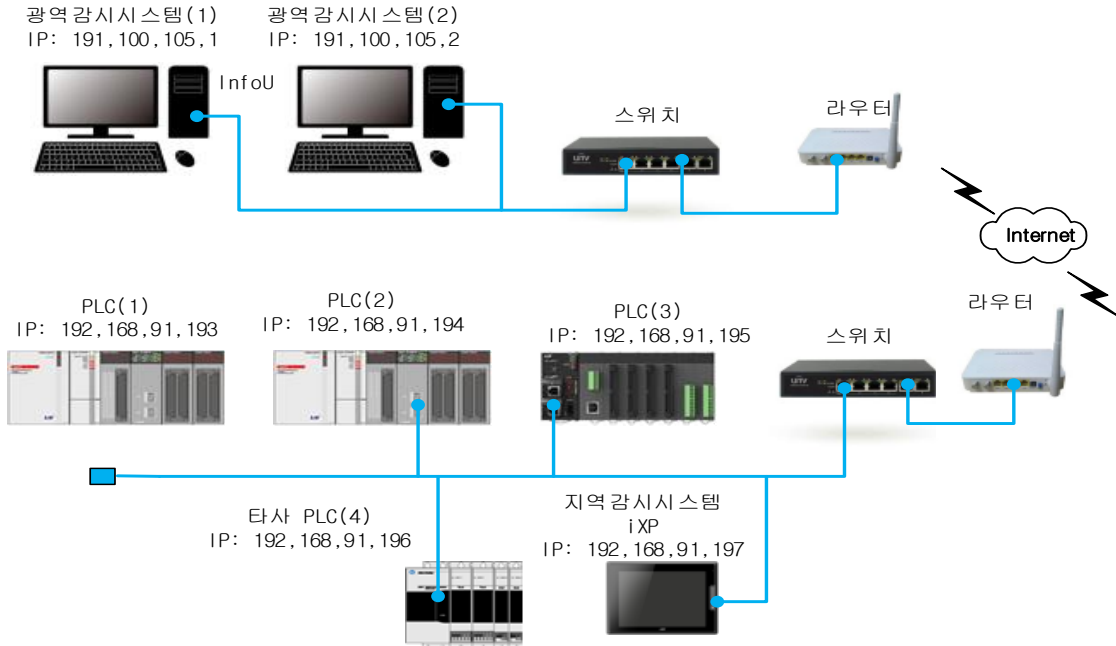 광역감시시스템(1)
IP: 191,100,105,1
광역감시시스템(2)
IP: 191,100,105,2
InfoU
스위치
라우터
Internet
PLC(1)
IP: 192,168,91,193
PLC(2)
IP: 192,168,91,194
PLC(3)
IP: 192,168,91,195
스위치
라우터
타사 PLC(4)
IP: 192,168,91,196
지역감시시스템
iXP
IP: 192,168,91,197